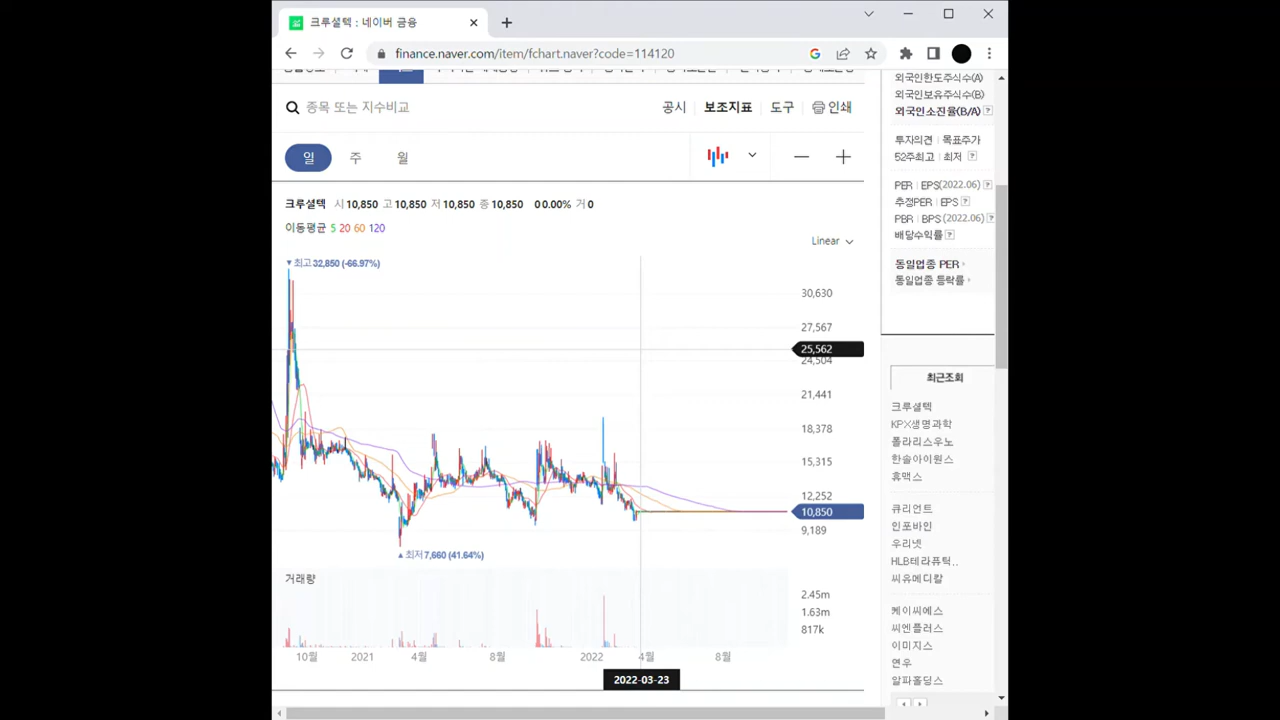 크루셜텍 : 네이버 금융
finance.naver.com/item/fchart.naver?code=114120
종목 또는 지수비교
공시 보조지표 도구 인쇄
일 주 월
크루셜텍 시 10,850 고 10,850 저 10,850 종 10,850 0 0.00% 거 0
이동평균 5 20 60 120
Linear
최고 32,850 (-66.97%)
30,630
27,567
25,562
24,504
21,441
18,378
15,315
12,252
10,850
9,189
최저 7,660 (41.64%)
거래량
2.45m
1.63m
817k
10월 2021 4월 8월 2022 4월 8월
2022-03-23
외국인한도주식수(A)
외국인보유주식수(B)
외국인소진율(B/A) ?
투자의견 | 목표주가
52주최고 | 최저 ?
PER | EPS(2022.06) ?
추정PER | EPS ?
PBR | BPS (2022.06) ?
배당수익률 ?
동일업종 PER
동일업종 등락률
최근조회
크루셜텍
KPX생명과학
폴라리스우노
한솔아이원스
휴맥스
큐리언트
인포바인
우리넷
HLB테라퓨틱..
씨유메디칼
케이씨에스
씨엔플러스
이미지스
연우
알파홀딩스